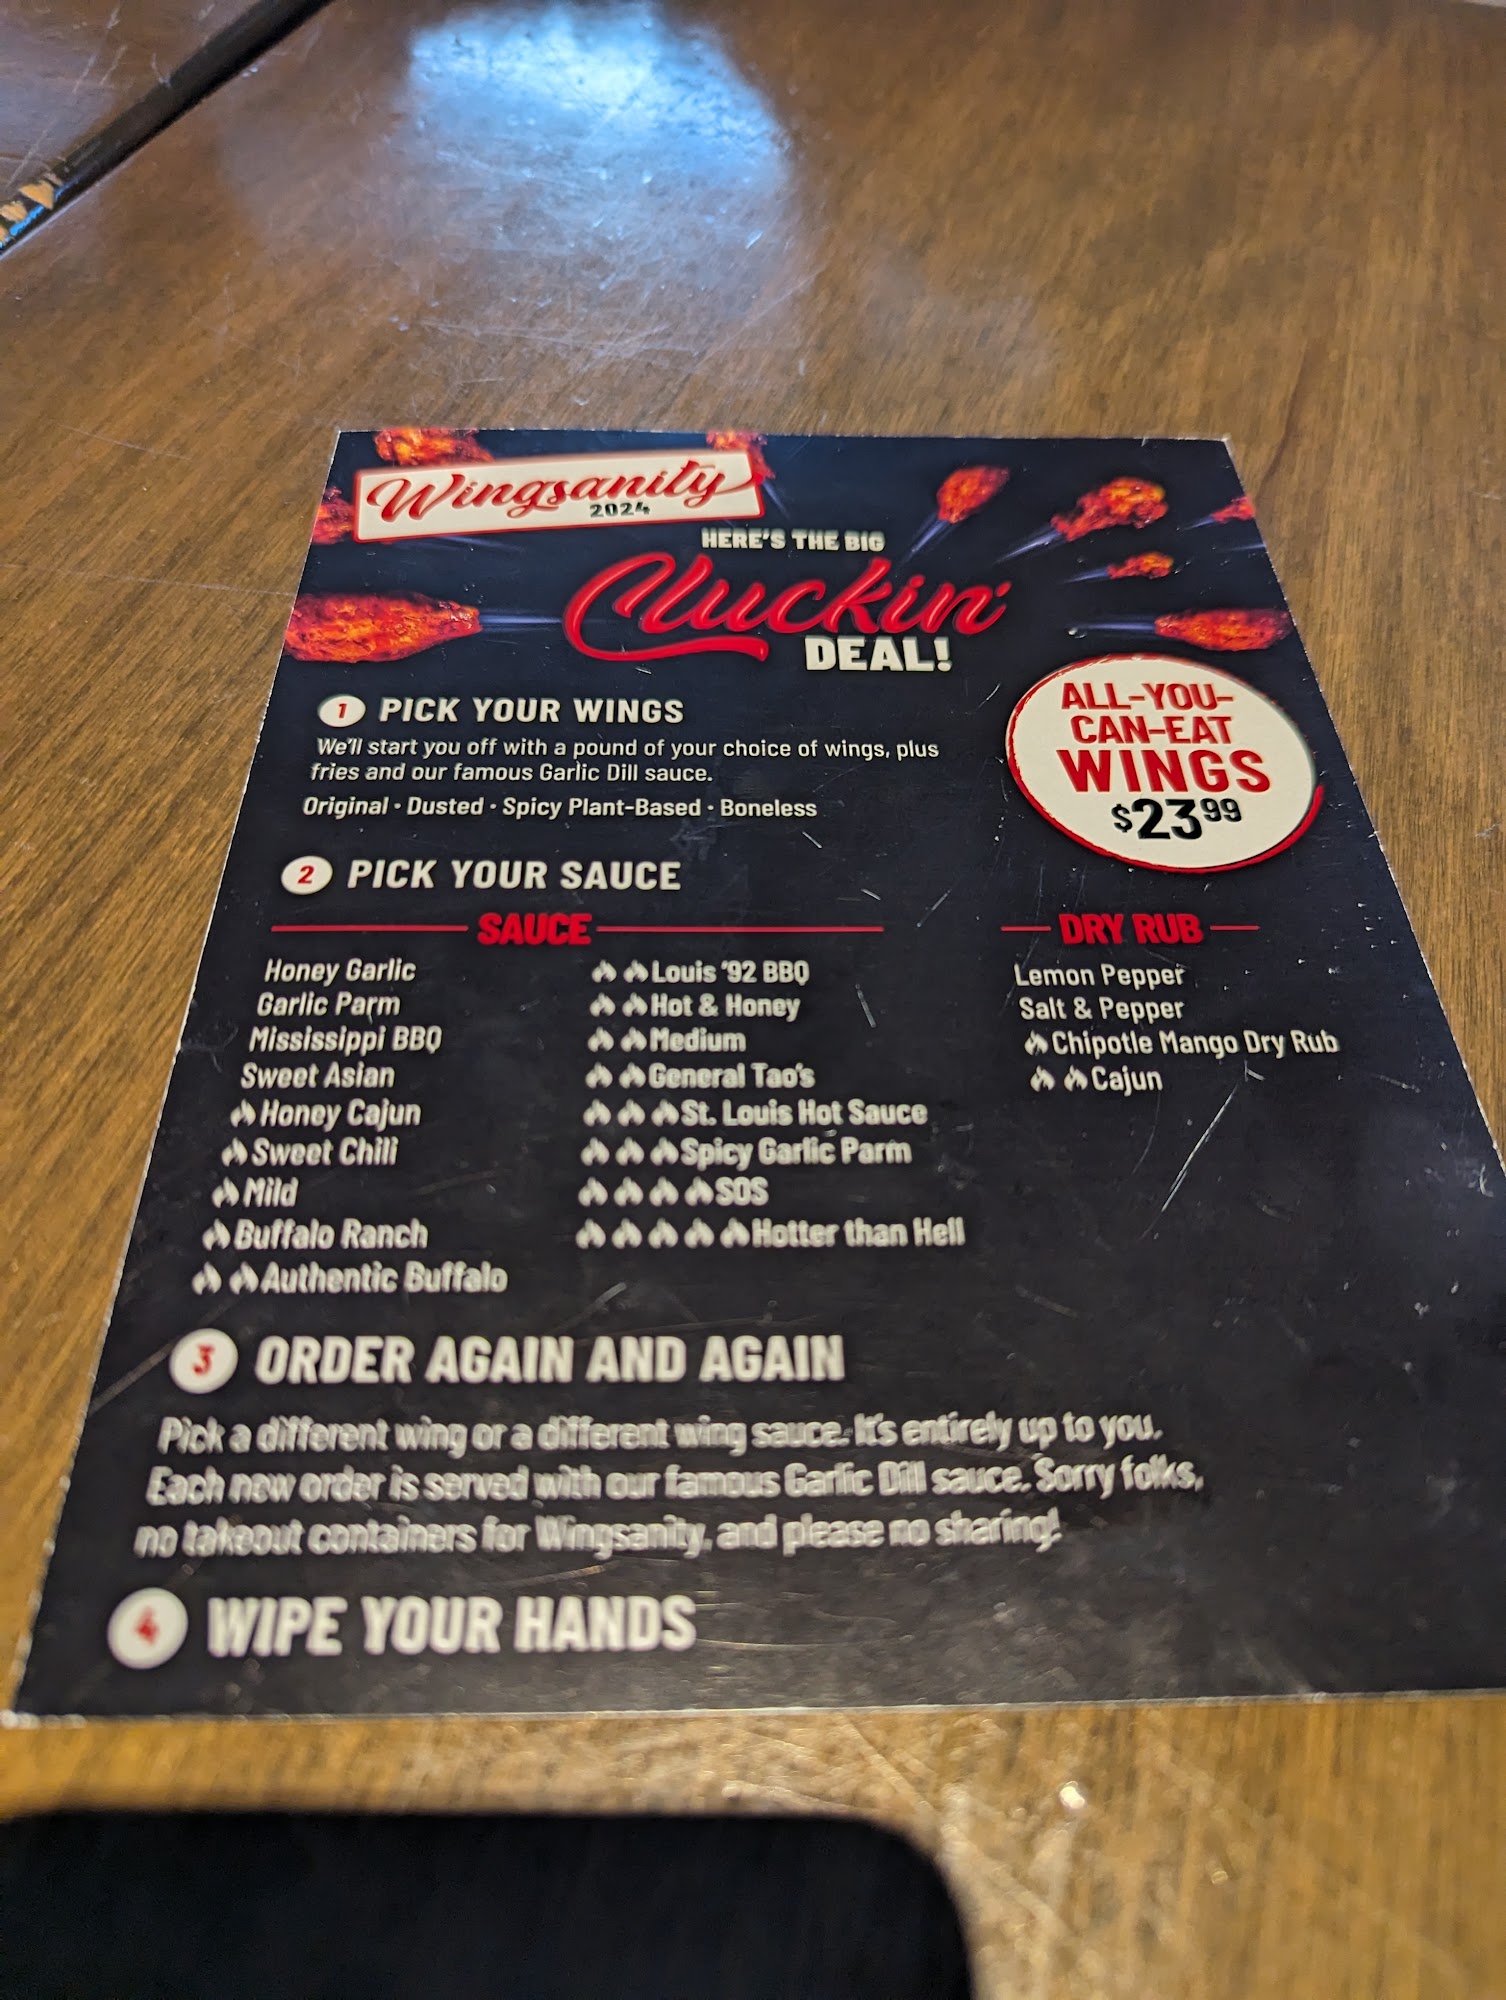 Wingsanity
2024
HERE'S THE BIG
Cluckin'
DEAL!
ALL-YOU-
CAN-EAT
WINGS
$23⁹⁹
1 PICK YOUR WINGS
We'll start you off with a pound of your choice of wings, plus
fries and our famous Garlic Dill sauce.
Original · Dusted · Spicy Plant-Based · Boneless
2 PICK YOUR SAUCE
SAUCE
Honey Garlic
Garlic Parm
Mississippi BBQ
Sweet Asian
Honey Cajun
Sweet Chili
Mild
Buffalo Ranch
Authentic Buffalo
Louis '92 BBQ
Hot & Honey
Medium
General Tao's
St. Louis Hot Sauce
Spicy Garlic Parm
SOS
Hotter than Hell
DRY RUB
Lemon Pepper
Salt & Pepper
Chipotle Mango Dry Rub
Cajun
3 ORDER AGAIN AND AGAIN
Pick a different wing or a different wing sauce. It's entirely up to you.
Each new order is served with our famous Garlic Dill sauce. Sorry folks,
no takeout containers for Wingsanity, and please no sharing!
4 WIPE YOUR HANDS